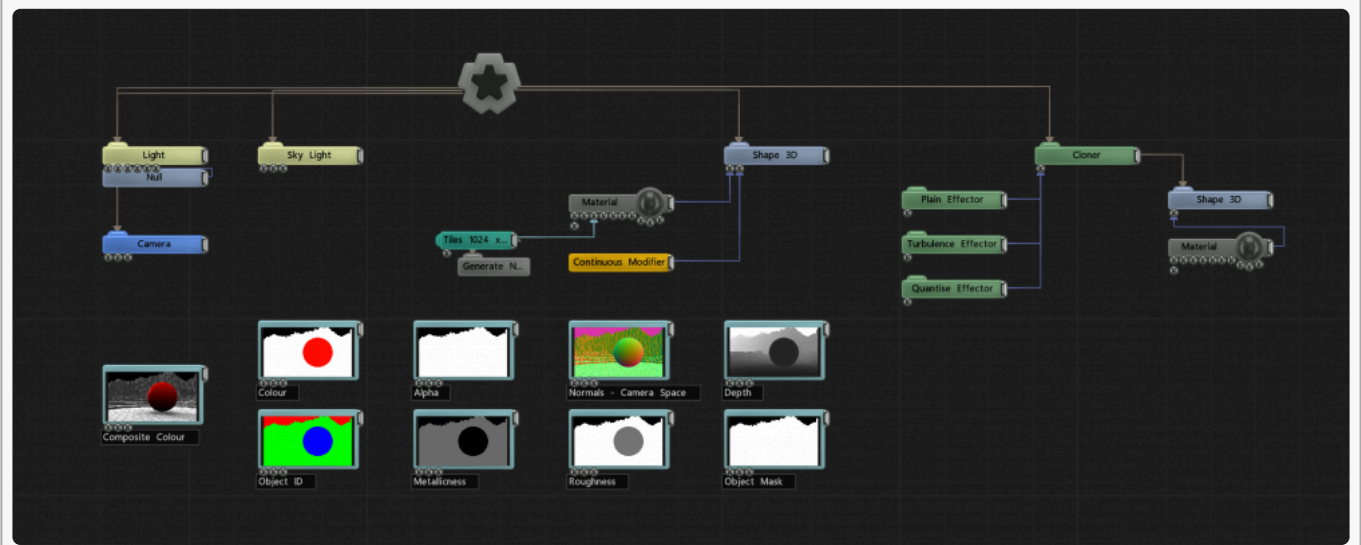 Light
Sky Light
Shape 3D
Cloner
Null
Material
Plain Effector
Shape 3D
Camera
Tiles 1024 x...
Turbulence Effector
Material
Generate N...
Continuous Modifier
Quantise Effector
Colour
Alpha
Normals - Camera Space
Depth
Composite Colour
Object ID
Metallicness
Roughness
Object Mask